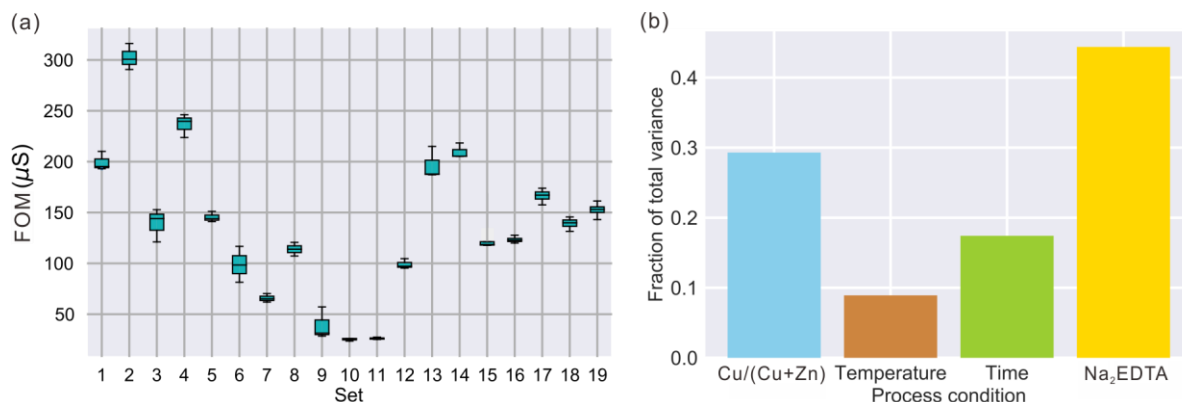 (a)
FOM (μS)
300
250
200
150
100
50
1 2 3 4 5 6 7 8 9 10 11 12 13 14 15 16 17 18 19
Set
(b)
Fraction of total variance
0.4
0.3
0.2
0.1
0.0
Cu/(Cu+Zn) Temperature Time Na₂EDTA
Process condition